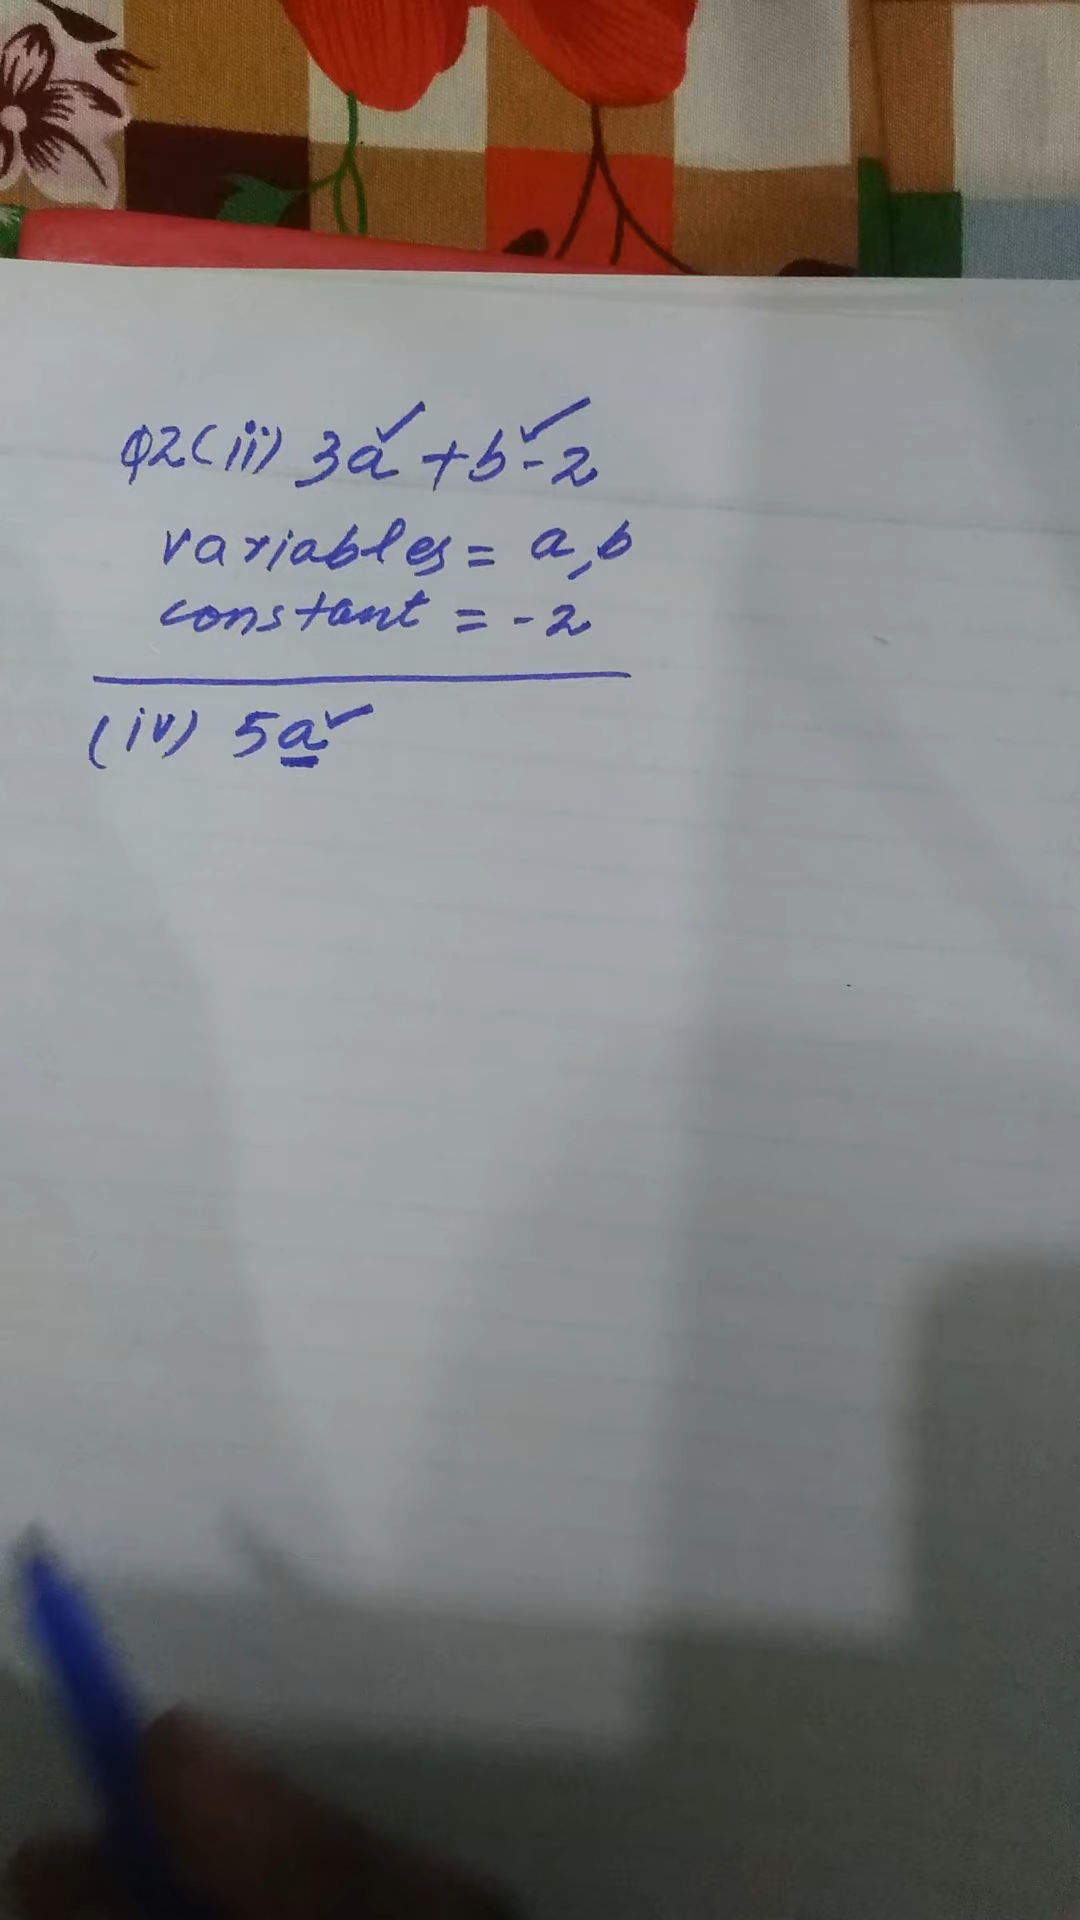 Q2(ii) 3a✓ + b✓ - 2
variables = a, b
constant = -2
(iv) 5a✓